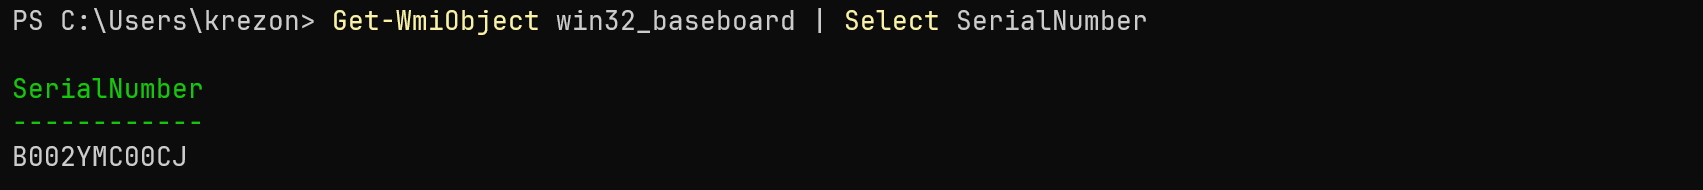 PS C:\Users\krezon> Get-WmiObject win32_baseboard | Select SerialNumber
SerialNumber
------------
B002YMC00CJ